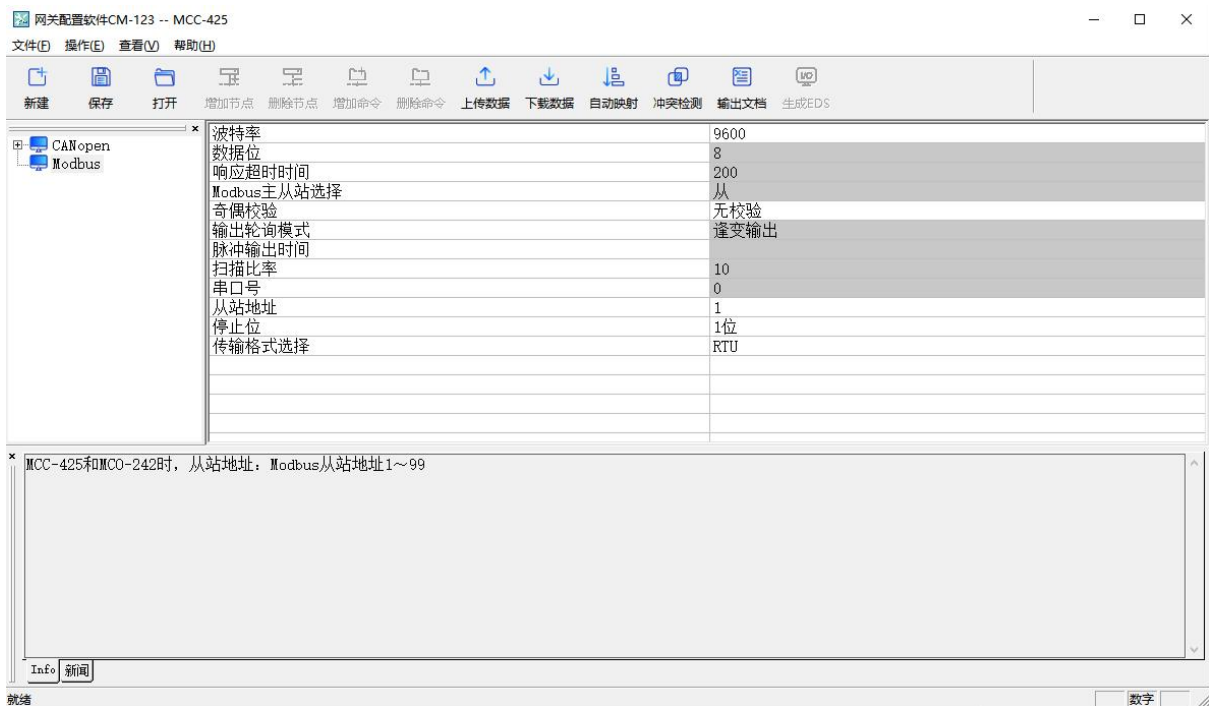 网关配置软件CM-123 -- MCC-425
文件(F) 操作(E) 查看(V) 帮助(H)
新建 保存 打开 增加节点 删除节点 增加命令 删除命令 上传数据 下载数据 自动映射 冲突检测 输出文档 生成EDS
CANopen
Modbus
波特率 9600
数据位 8
响应超时时间 200
Modbus主从站选择 从
奇偶校验 无校验
输出轮询模式 逢变输出
脉冲输出时间
扫描比率 10
串口号 0
从站地址 1
停止位 1位
传输格式选择 RTU
MCC-425和MCO-242时, 从站地址: Modbus从站地址1～99
Info 新闻
就绪 数字